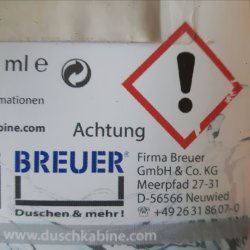 ml e
mationen
bine.com
Achtung
BREUER
Duschen & mehr!
Firma Breuer
GmbH & Co. KG
Meerpfad 27-31
D-56566 Neuwied
+49 26 31 86 07-0
www.duschkabine.com